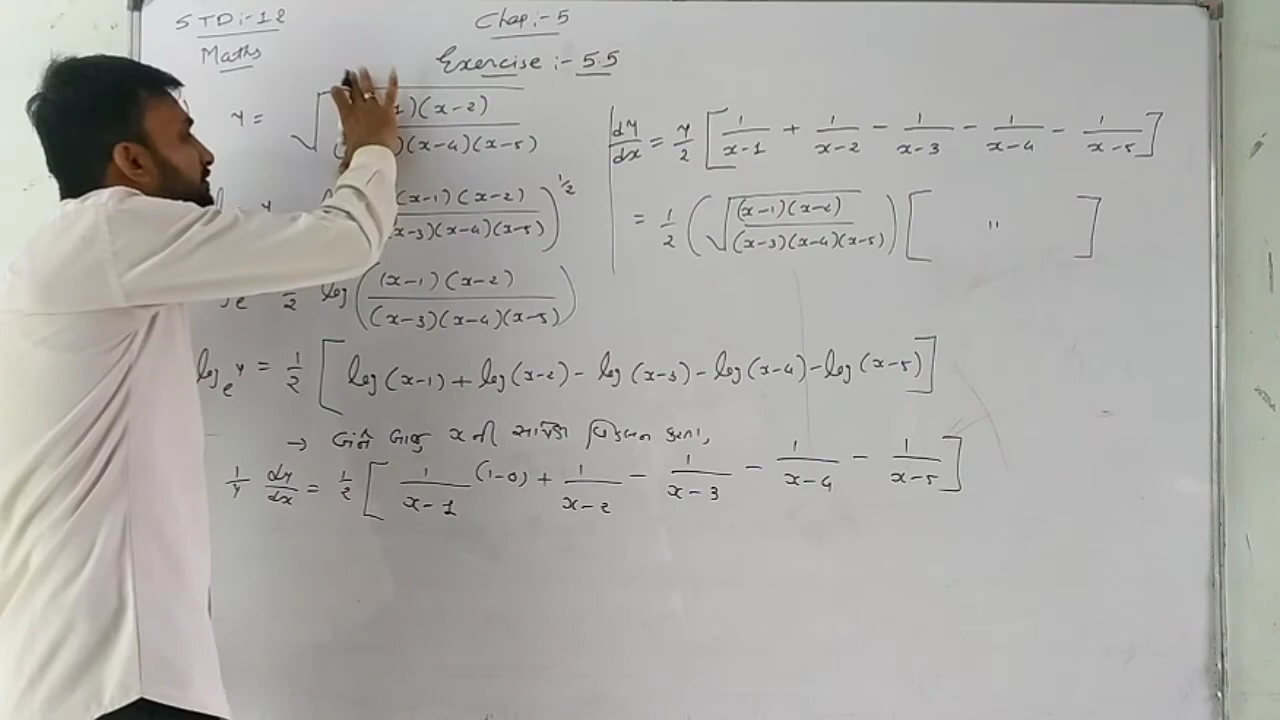 STD:-12
Maths
Chap:-5
Exercise :- 5.5
y = √ 1)(x-2)
)(x-4)(x-5)
y (x-1)(x-2) 1/2
x-3)(x-4)(x-5)
e 1/2 log ( (x-1)(x-2) / (x-3)(x-4)(x-5) )
log e y = 1/2 [ log(x-1) + log(x-2) - log(x-3) - log(x-4) - log(x-5) ]
→ બંને બાજુ x ની
1/y dy/dx = 1/2 [ 1/(x-1) (1-0) + 1/(x-2) - 1/(x-3) - 1/(x-4) - 1/(x-5) ]
dy/dx = y/2 [ 1/(x-1) + 1/(x-2) - 1/(x-3) - 1/(x-4) - 1/(x-5) ]
= 1/2 ( √ (x-1)(x-2) / (x-3)(x-4)(x-5) ) [ " ]